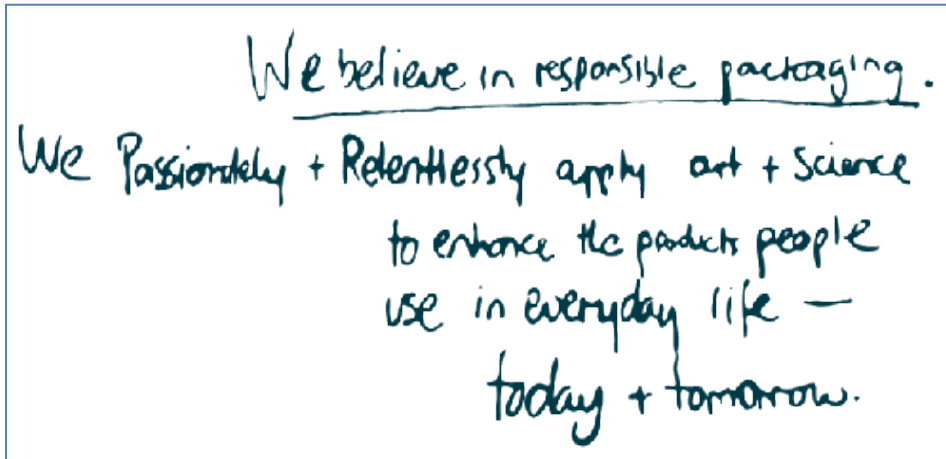 We believe in responsible packaging.
We Passionately + Relentlessly apply art + Science
to enhance the products people
use in everyday life —
today + tomorrow.